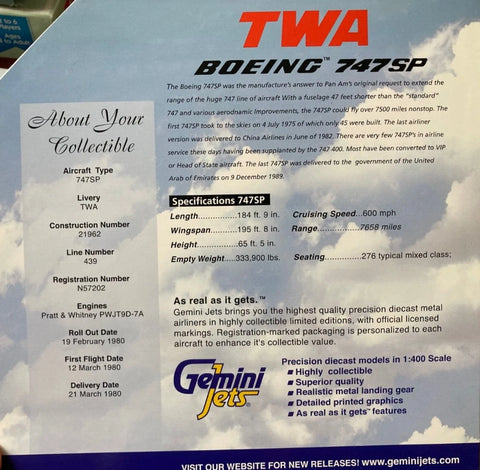 to 6
Players
d to Adult
TWA
BOEING™ 747SP
The Boeing 747SP was the manufacture's answer to Pan Am's original request to extend the
range of the huge 747 line of aircraft With a fuselage 47 feet shorter than the "standard"
747 and various aerodynamic improvements, the 747SP could fly over 7500 miles nonstop. The
first 747SP took to the skies on 4 July 1975 of which only 45 were built. The last airliner
version was delivered to China Airlines in June of 1982. There are very few 747SP's in airline
service these days having been supplanted by the 747 400. Most have been converted to VIP
or Head of State aircraft. The last 747SP was delivered to the government of the United
Arab of Emirates on 9 December 1989.
About Your
Collectible
Aircraft Type
747SP
Livery
TWA
Construction Number
21962
Line Number
439
Registration Number
N57202
Engines
Pratt & Whitney PWJT9D-7A
Roll Out Date
19 February 1980
First Flight Date
12 March 1980
Delivery Date
21 March 1980
Specifications 747SP
Length.................184 ft. 9 in.
Wingspan............195 ft. 8 in.
Height..................65 ft. 5 in.
Empty Weight....333,900 lbs.
Cruising Speed...600 mph
Range.............7658 miles
Seating............276 typical mixed class;
As real as it gets.™
Gemini Jets brings you the highest quality precision diecast metal
airliners in highly collectible limited editions, with official licensed
markings. Registration-marked packaging is personalized to each
aircraft to enhance it's collectible value.
Gemini
Jets®
Precision diecast models in 1:400 Scale
■ Highly collectible
■ Superior quality
■ Realistic metal landing gear
■ Detailed printed graphics
■ As real as it gets™ features
VISIT OUR WEBSITE FOR NEW RELEASES! www.geminijets.com